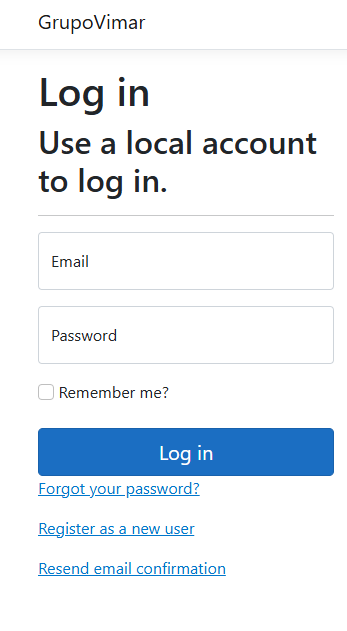 GrupoVimar
Log in
Use a local account
to log in.
Email
Password
Remember me?
Log in
Forgot your password?
Register as a new user
Resend email confirmation